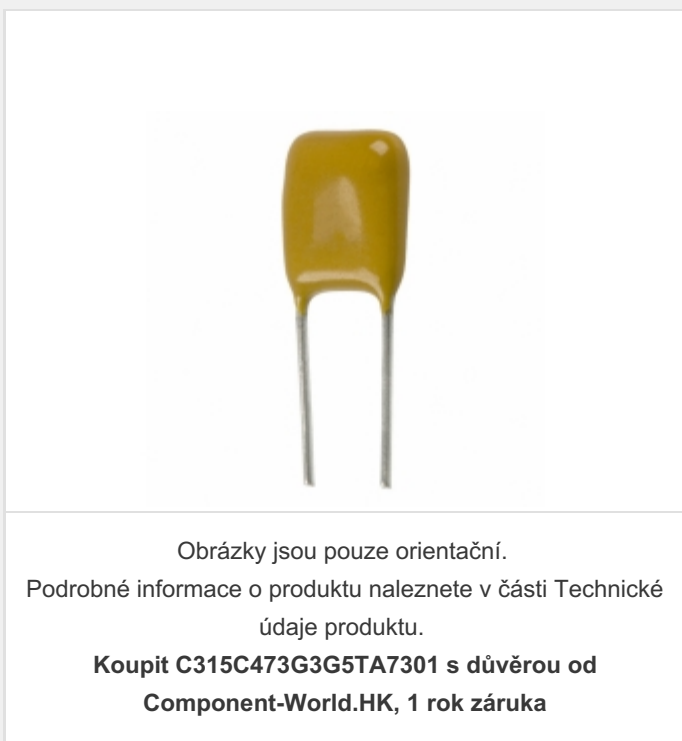 Obrázky jsou pouze orientační.
Podrobné informace o produktu naleznete v části Technické
údaje produktu.
Koupit C315C473G3G5TA7301 s důvěrou od
Component-World.HK, 1 rok záruka